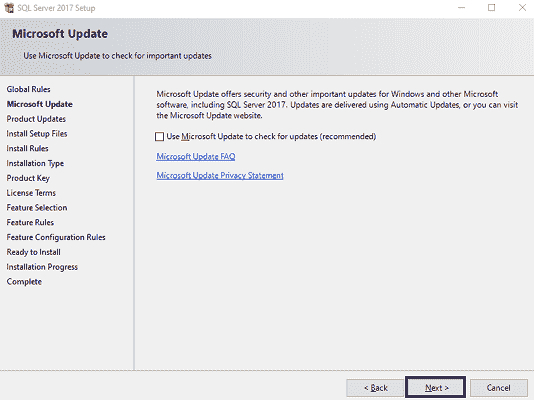 SQL Server 2017 Setup
Microsoft Update
Use Microsoft Update to check for important updates
Global Rules
Microsoft Update
Product Updates
Install Setup Files
Install Rules
Installation Type
Product Key
License Terms
Feature Selection
Feature Rules
Feature Configuration Rules
Ready to Install
Installation Progress
Complete
Microsoft Update offers security and other important updates for Windows and other Microsoft
software, including SQL Server 2017. Updates are delivered using Automatic Updates, or you can visit
the Microsoft Update website.
Use Microsoft Update to check for updates (recommended)
Microsoft Update FAQ
Microsoft Update Privacy Statement
< Back
Next >
Cancel